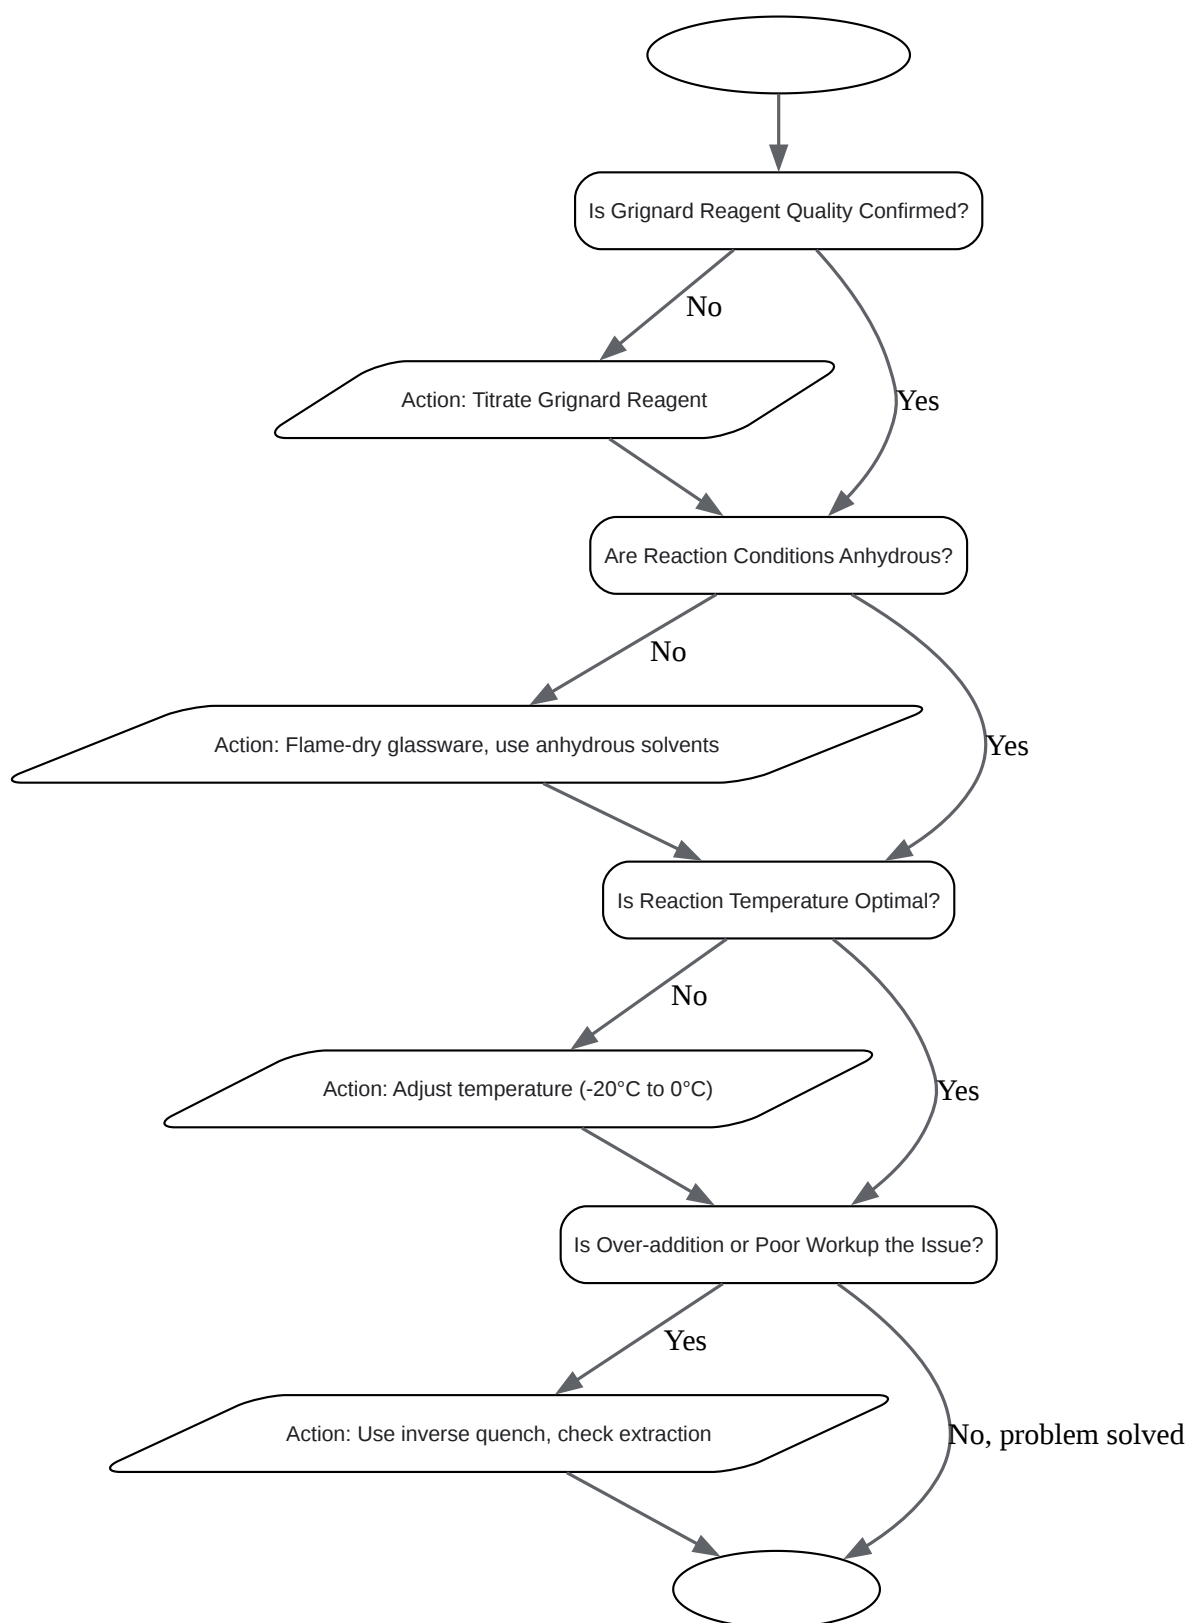 Is Grignard Reagent Quality Confirmed?
No
Action: Titrate Grignard Reagent
Yes
Are Reaction Conditions Anhydrous?
No
Action: Flame-dry glassware, use anhydrous solvents
Yes
Is Reaction Temperature Optimal?
No
Action: Adjust temperature (-20°C to 0°C)
Yes
Is Over-addition or Poor Workup the Issue?
Yes
Action: Use inverse quench, check extraction
No, problem solved